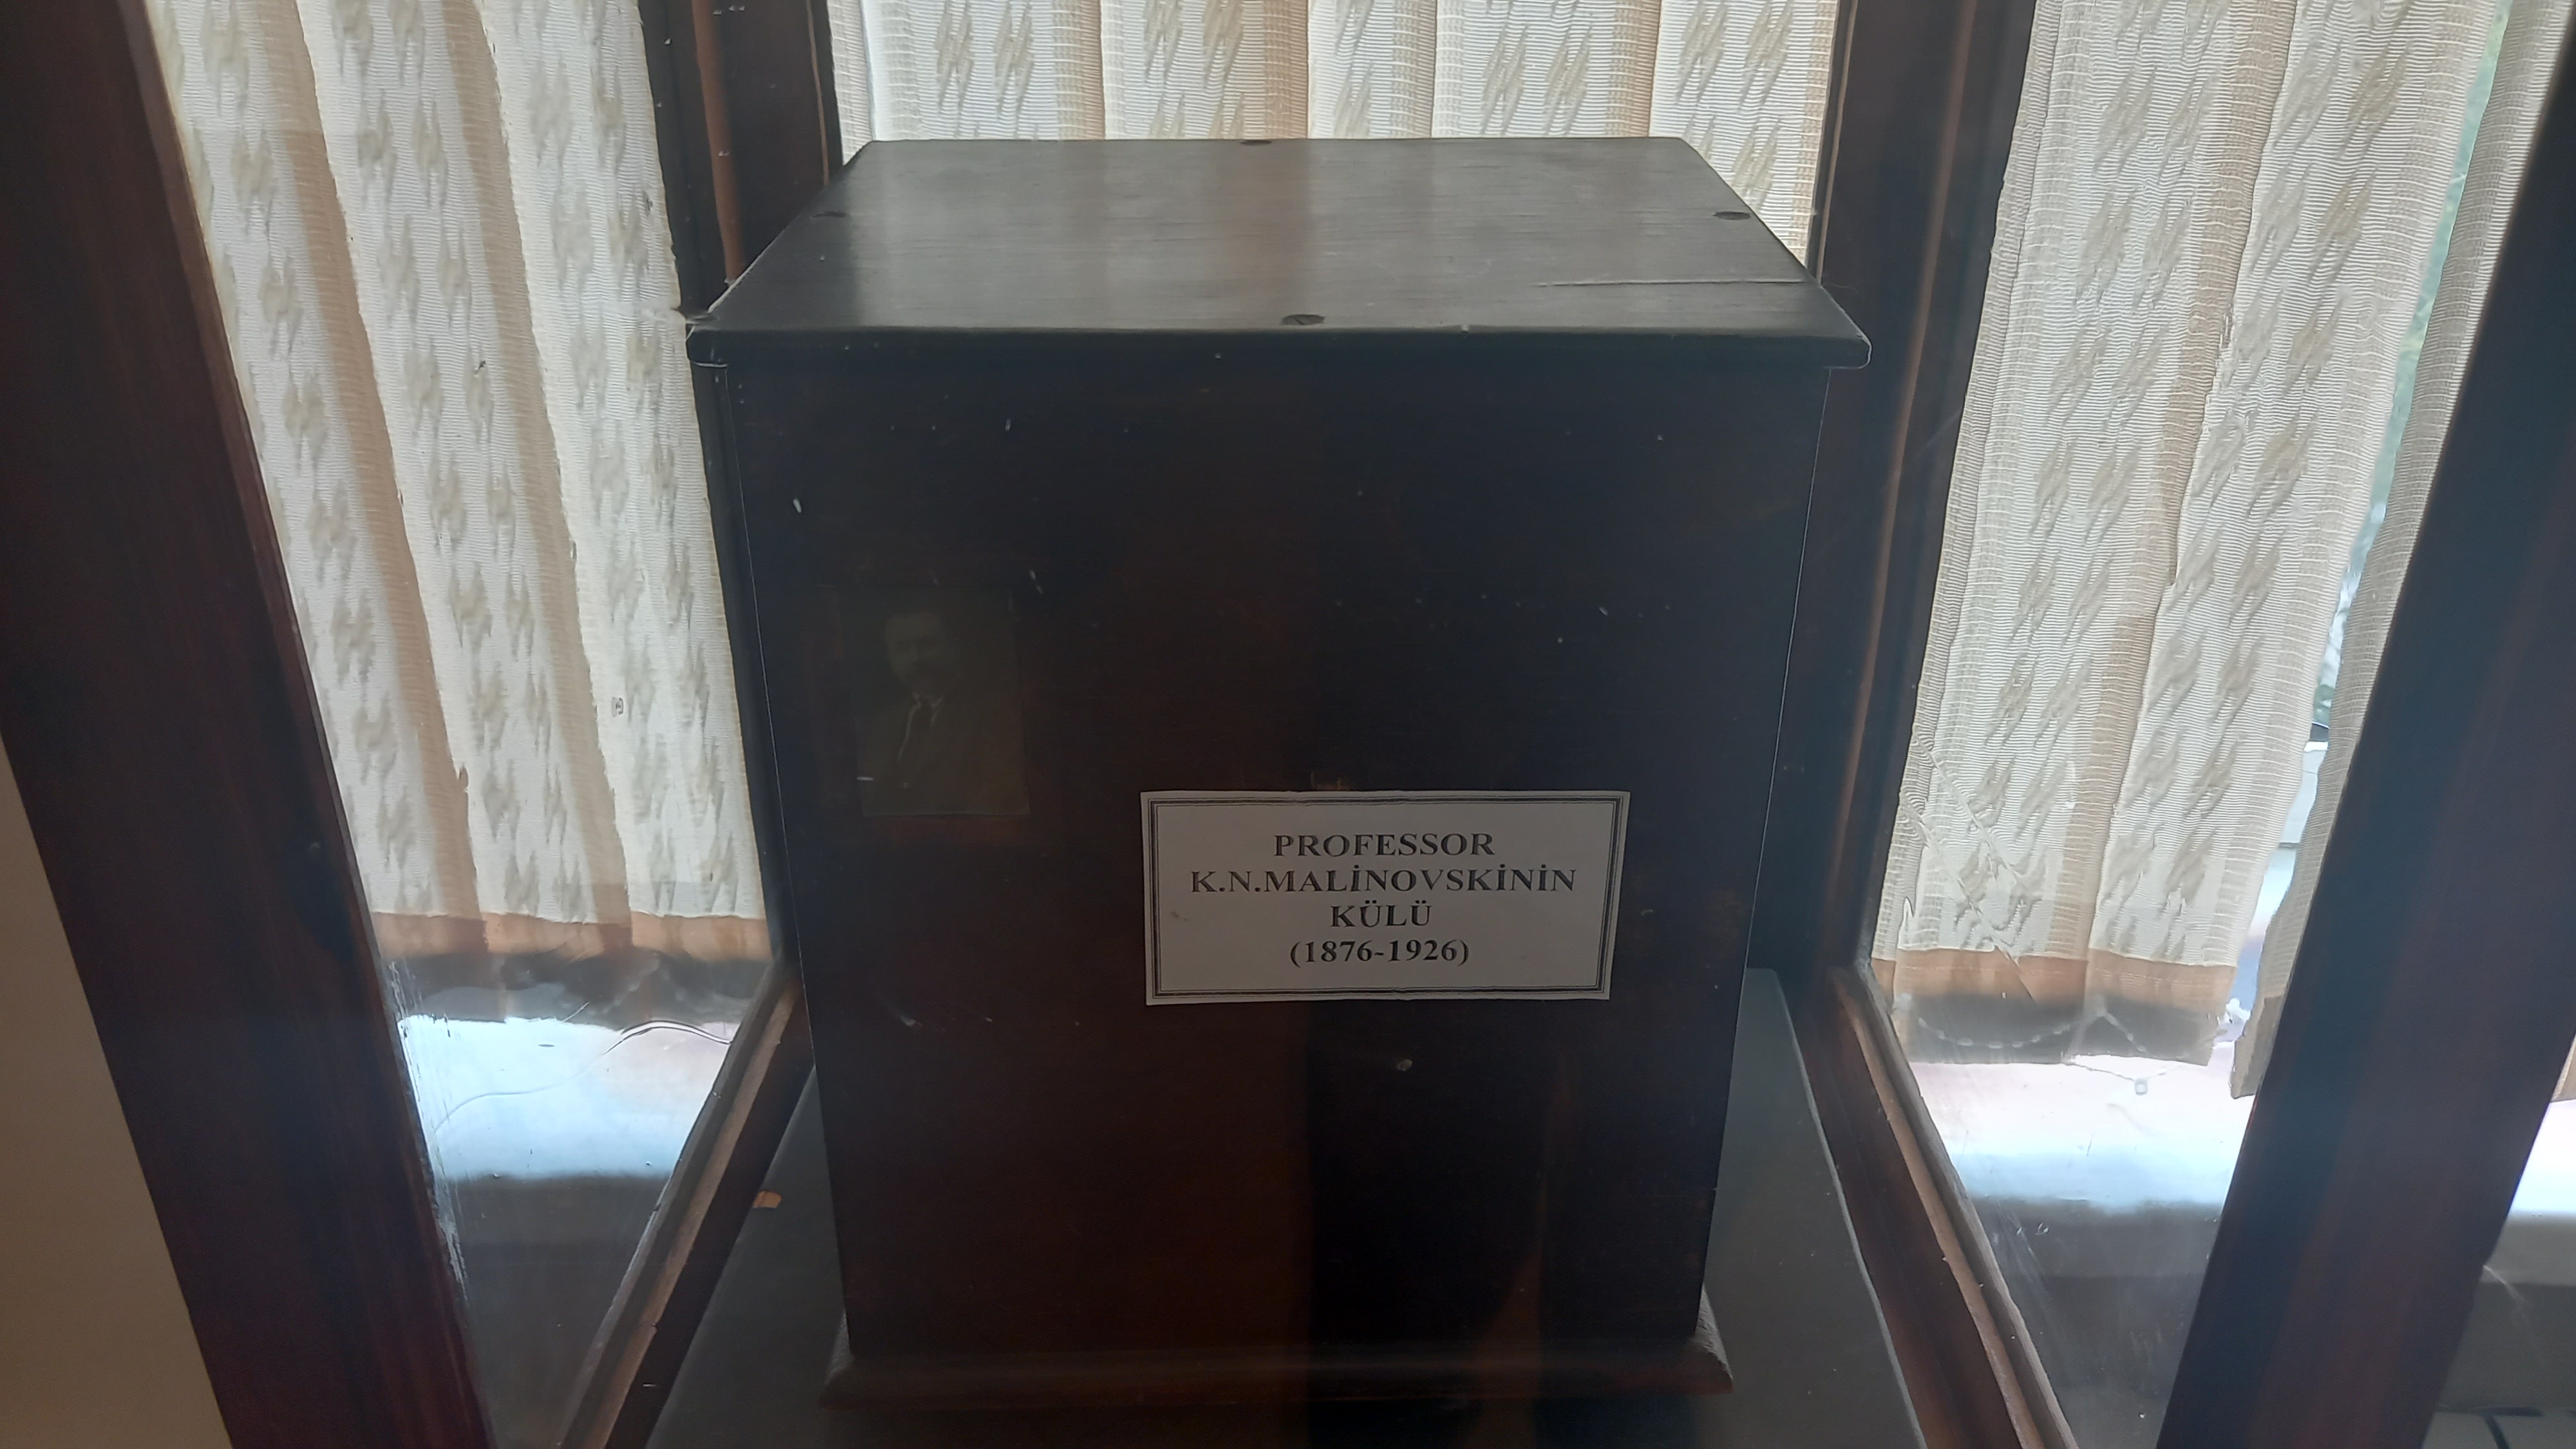 PROFESSOR
K.N.MALİNOVSKİNİN
KÜLÜ
(1876-1926)